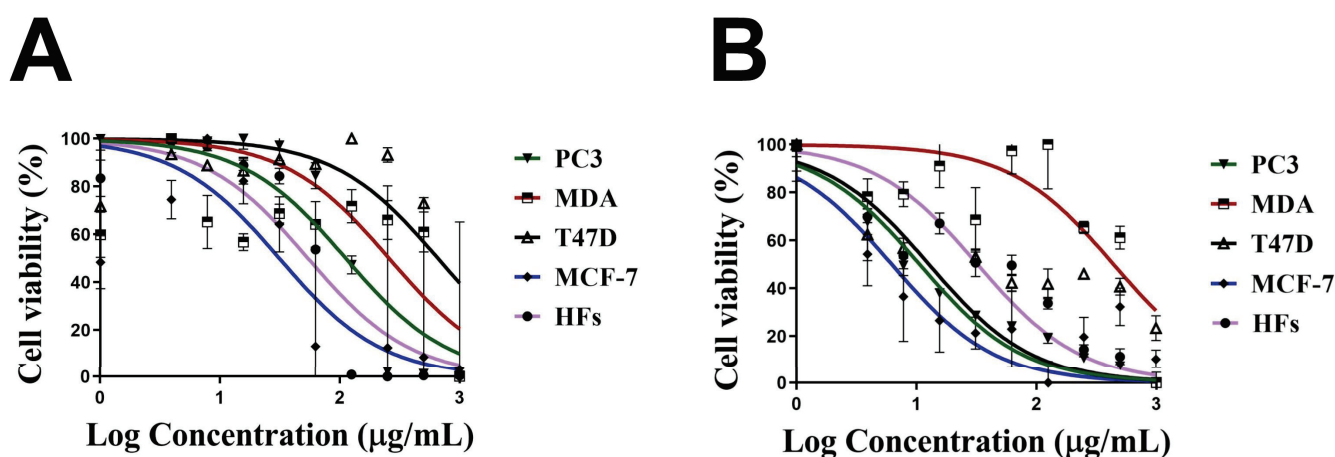 A
Cell viability (%)
100
80
60
40
20
0
0 1 2 3
Log Concentration (μg/mL)
PC3
MDA
T47D
MCF-7
HFs
B
Cell viability (%)
100
80
60
40
20
0
0 1 2 3
Log Concentration (μg/mL)
PC3
MDA
T47D
MCF-7
HFs